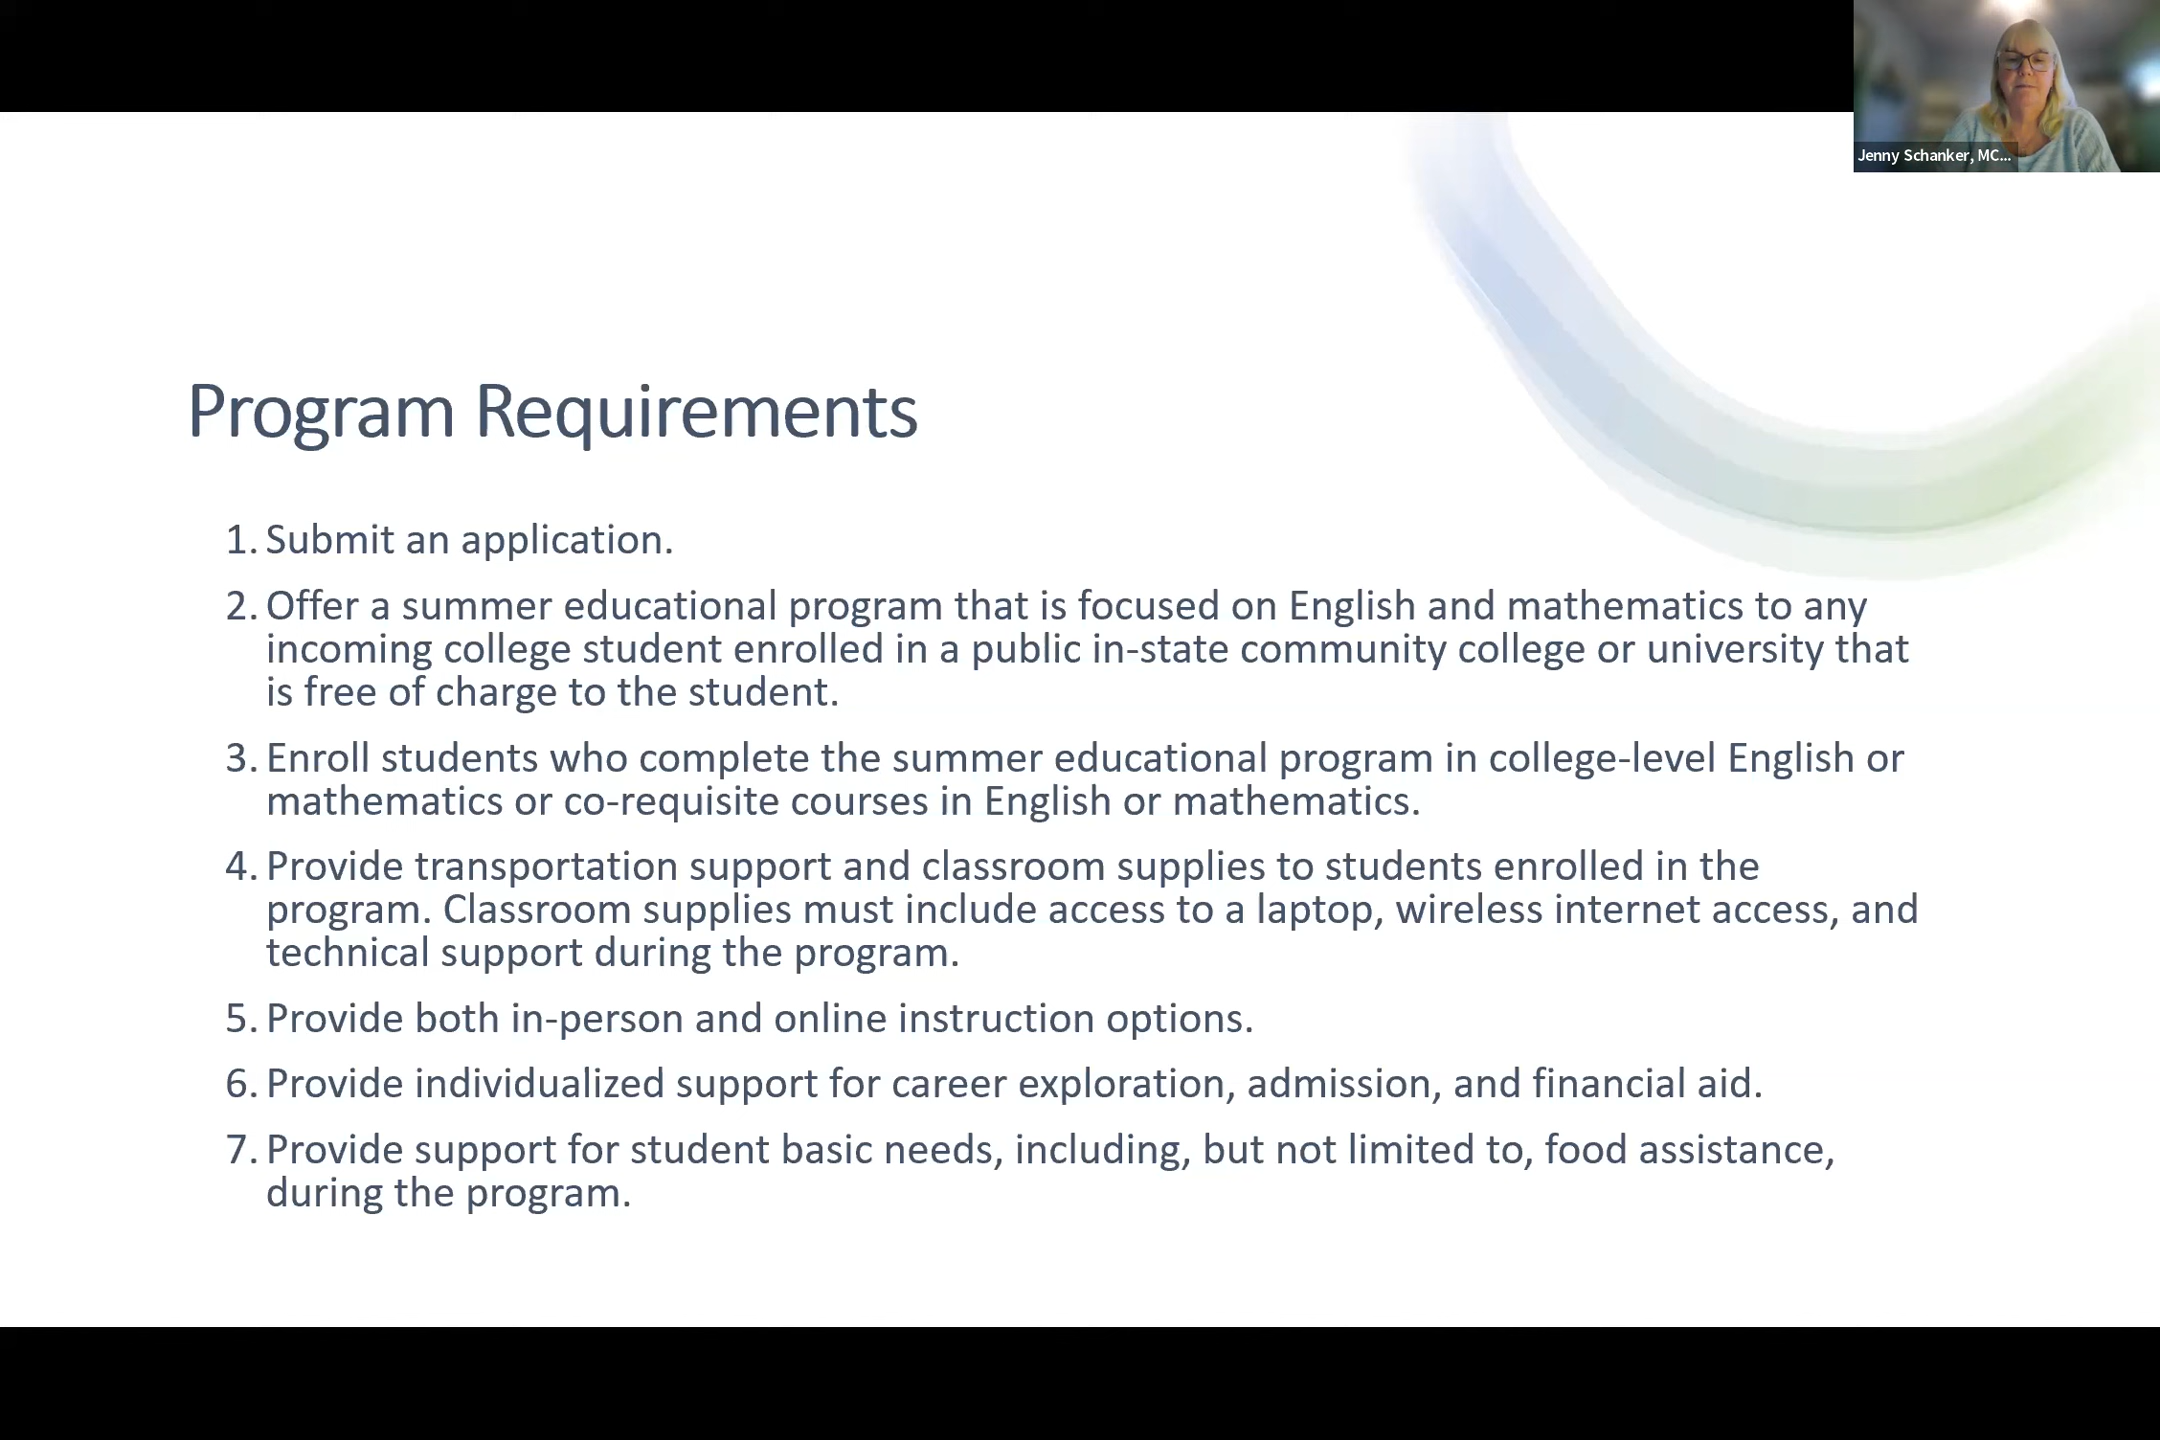 Jenny Schanker, MC...
Program Requirements
1. Submit an application.
2. Offer a summer educational program that is focused on English and mathematics to any
incoming college student enrolled in a public in-state community college or university that
is free of charge to the student.
3. Enroll students who complete the summer educational program in college-level English or
mathematics or co-requisite courses in English or mathematics.
4. Provide transportation support and classroom supplies to students enrolled in the
program. Classroom supplies must include access to a laptop, wireless internet access, and
technical support during the program.
5. Provide both in-person and online instruction options.
6. Provide individualized support for career exploration, admission, and financial aid.
7. Provide support for student basic needs, including, but not limited to, food assistance,
during the program.